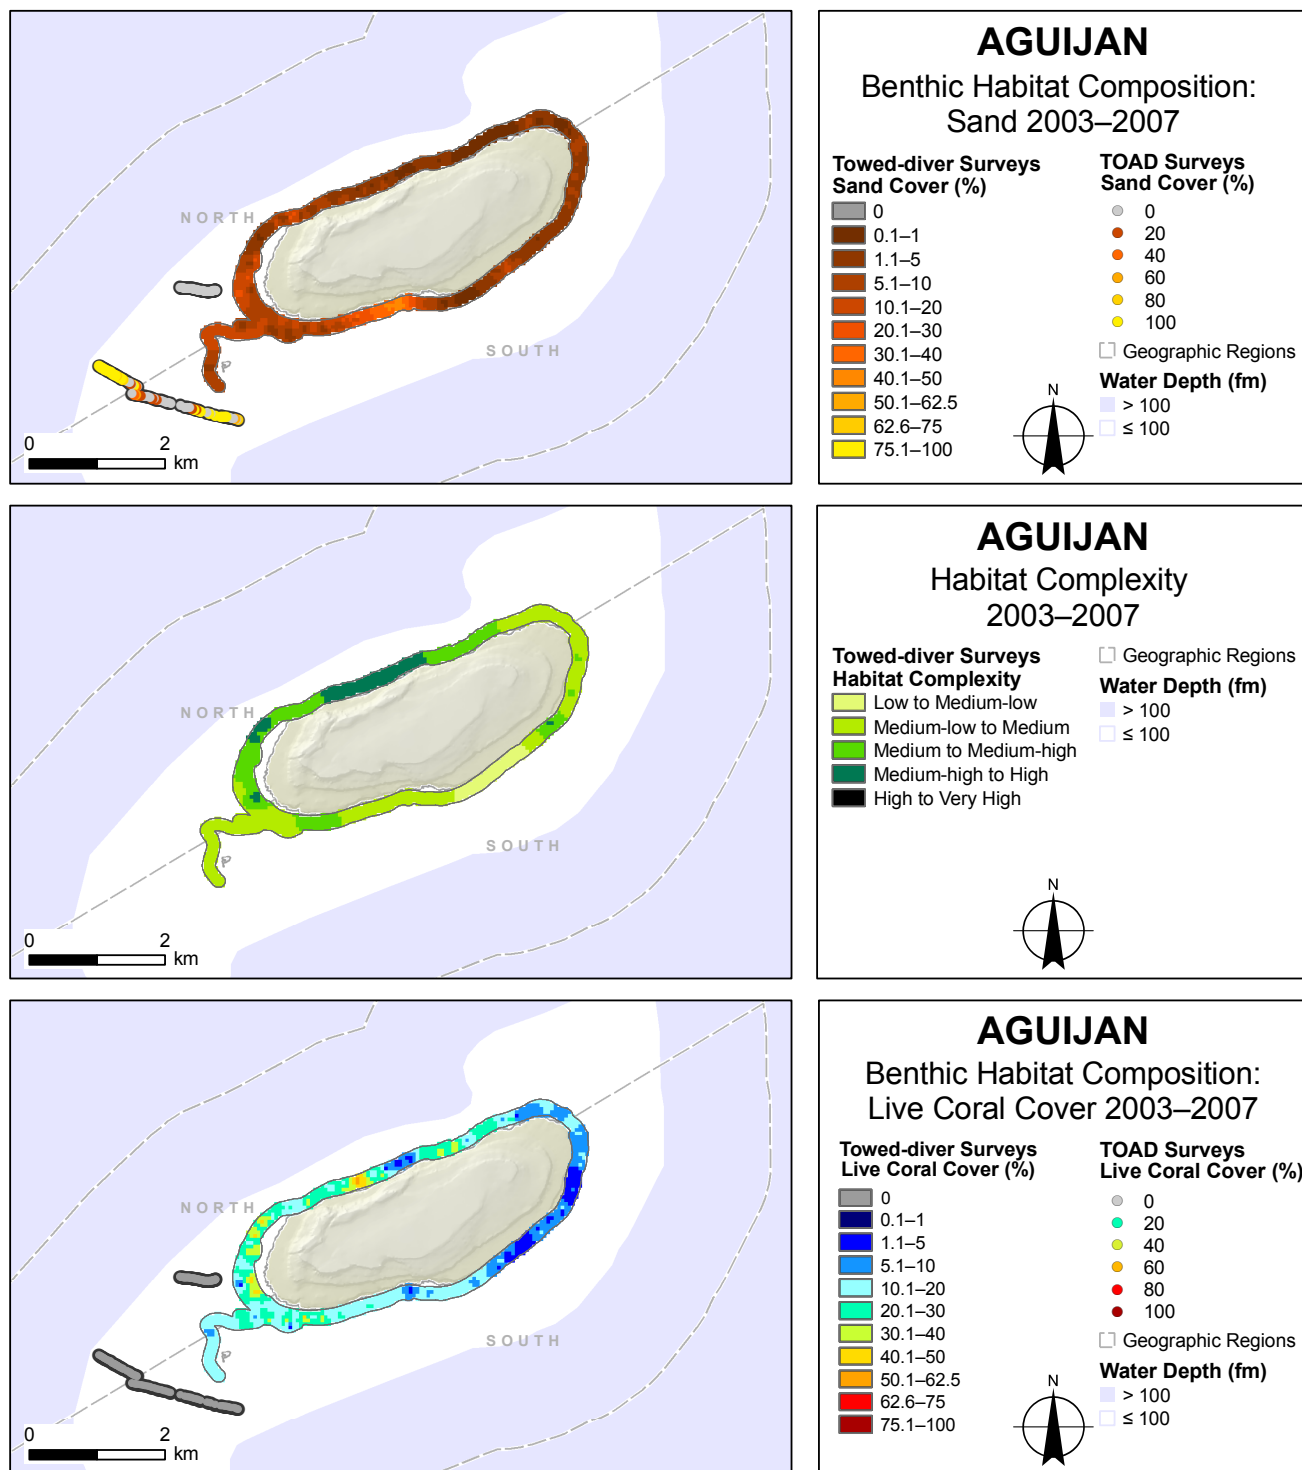 NORTH
SOUTH
0 2
km
AGUIJAN
Benthic Habitat Composition:
Sand 2003–2007
Towed-diver Surveys
Sand Cover (%)
0
0.1–1
1.1–5
5.1–10
10.1–20
20.1–30
30.1–40
40.1–50
50.1–62.5
62.6–75
75.1–100
TOAD Surveys
Sand Cover (%)
0
20
40
60
80
100
Geographic Regions
Water Depth (fm)
> 100
≤ 100
N
NORTH
SOUTH
0 2
km
AGUIJAN
Habitat Complexity
2003–2007
Towed-diver Surveys
Habitat Complexity
Low to Medium-low
Medium-low to Medium
Medium to Medium-high
Medium-high to High
High to Very High
Geographic Regions
Water Depth (fm)
> 100
≤ 100
N
NORTH
SOUTH
0 2
km
AGUIJAN
Benthic Habitat Composition:
Live Coral Cover 2003–2007
Towed-diver Surveys
Live Coral Cover (%)
0
0.1–1
1.1–5
5.1–10
10.1–20
20.1–30
30.1–40
40.1–50
50.1–62.5
62.6–75
75.1–100
TOAD Surveys
Live Coral Cover (%)
0
20
40
60
80
100
Geographic Regions
Water Depth (fm)
> 100
≤ 100
N